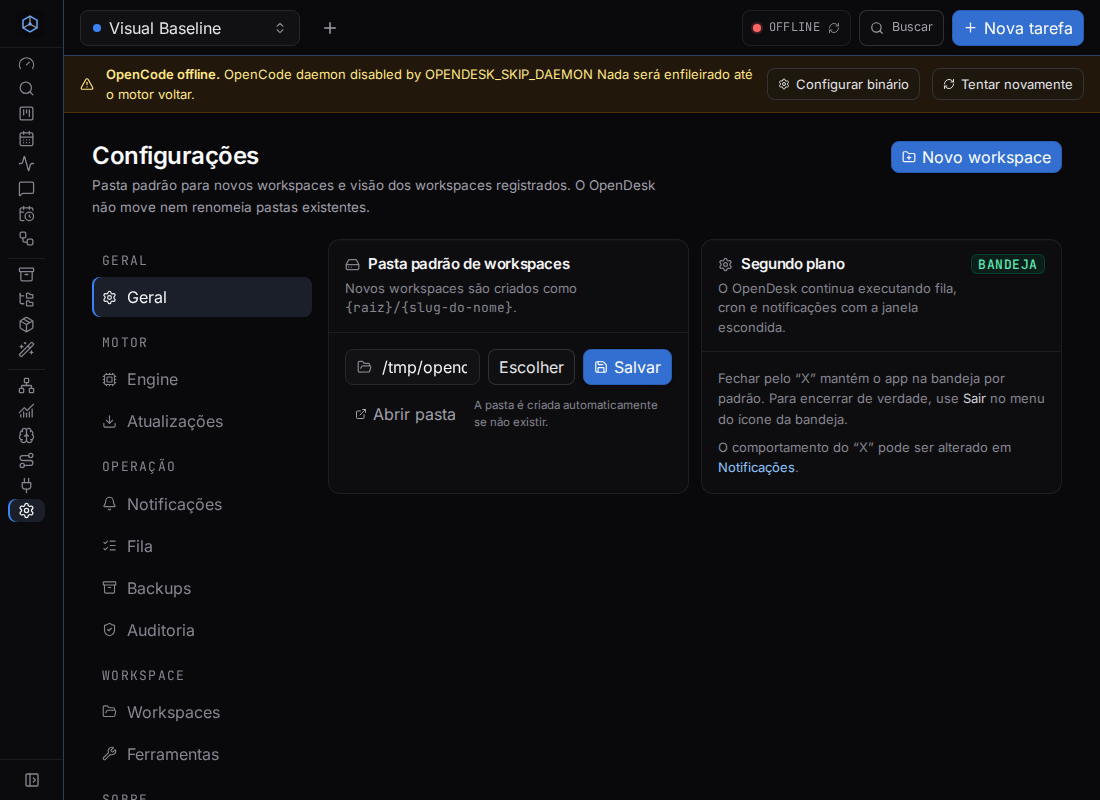 Visual Baseline
OFFLINE
Buscar
Nova tarefa
OpenCode offline. OpenCode daemon disabled by OPENDESK_SKIP_DAEMON Nada será enfileirado até
o motor voltar.
Configurar binário
Tentar novamente
Configurações
Novo workspace
Pasta padrão para novos workspaces e visão dos workspaces registrados. O OpenDesk
não move nem renomeia pastas existentes.
GERAL
Geral
MOTOR
Engine
Atualizações
OPERAÇÃO
Notificações
Fila
Backups
Auditoria
WORKSPACE
Workspaces
Ferramentas
SOBRE
Pasta padrão de workspaces
Novos workspaces são criados como
{raiz}/{slug-do-nome}.
/tmp/openc
Escolher
Salvar
Abrir pasta
A pasta é criada automaticamente
se não existir.
Segundo plano
BANDEJA
O OpenDesk continua executando fila,
cron e notificações com a janela
escondida.
Fechar pelo “X” mantém o app na bandeja por
padrão. Para encerrar de verdade, use Sair no menu
do ícone da bandeja.
O comportamento do “X” pode ser alterado em
Notificações.